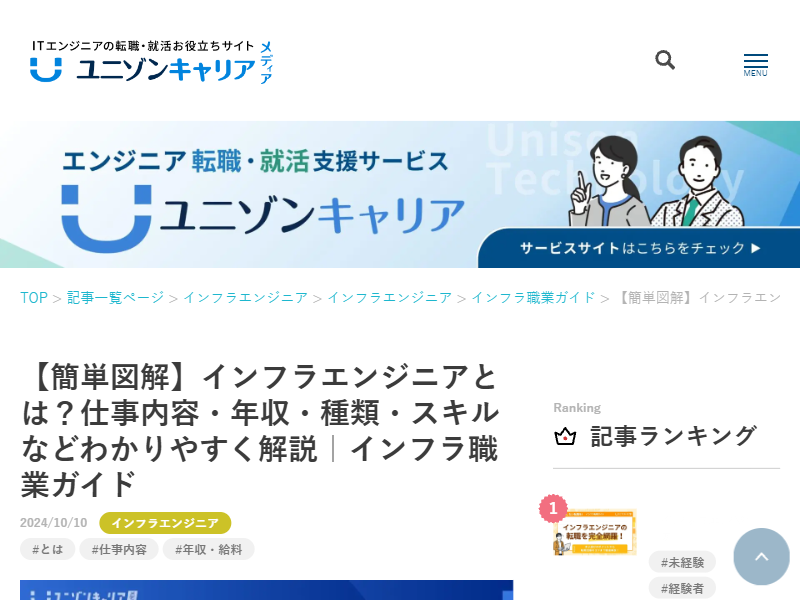 ITエンジニアの転職・就活お役立ちサイト
ユニゾンキャリア
メディア
MENU
Unison
Technology
エンジニア転職・就活支援サービス
ユニゾンキャリア
サービスサイトはこちらをチェック ▶
TOP > 記事一覧ページ > インフラエンジニア > インフラエンジニア > インフラ職業ガイド > 【簡単図解】インフラエン
【簡単図解】インフラエンジニアと
は？仕事内容・年収・種類・スキル
などわかりやすく解説｜インフラ職
業ガイド
2024/10/10 インフラエンジニア
#とは #仕事内容 #年収・給料
Ranking
記事ランキング
1
インフラエンジニアの
転職を完全網羅！
#未経験
#経験者